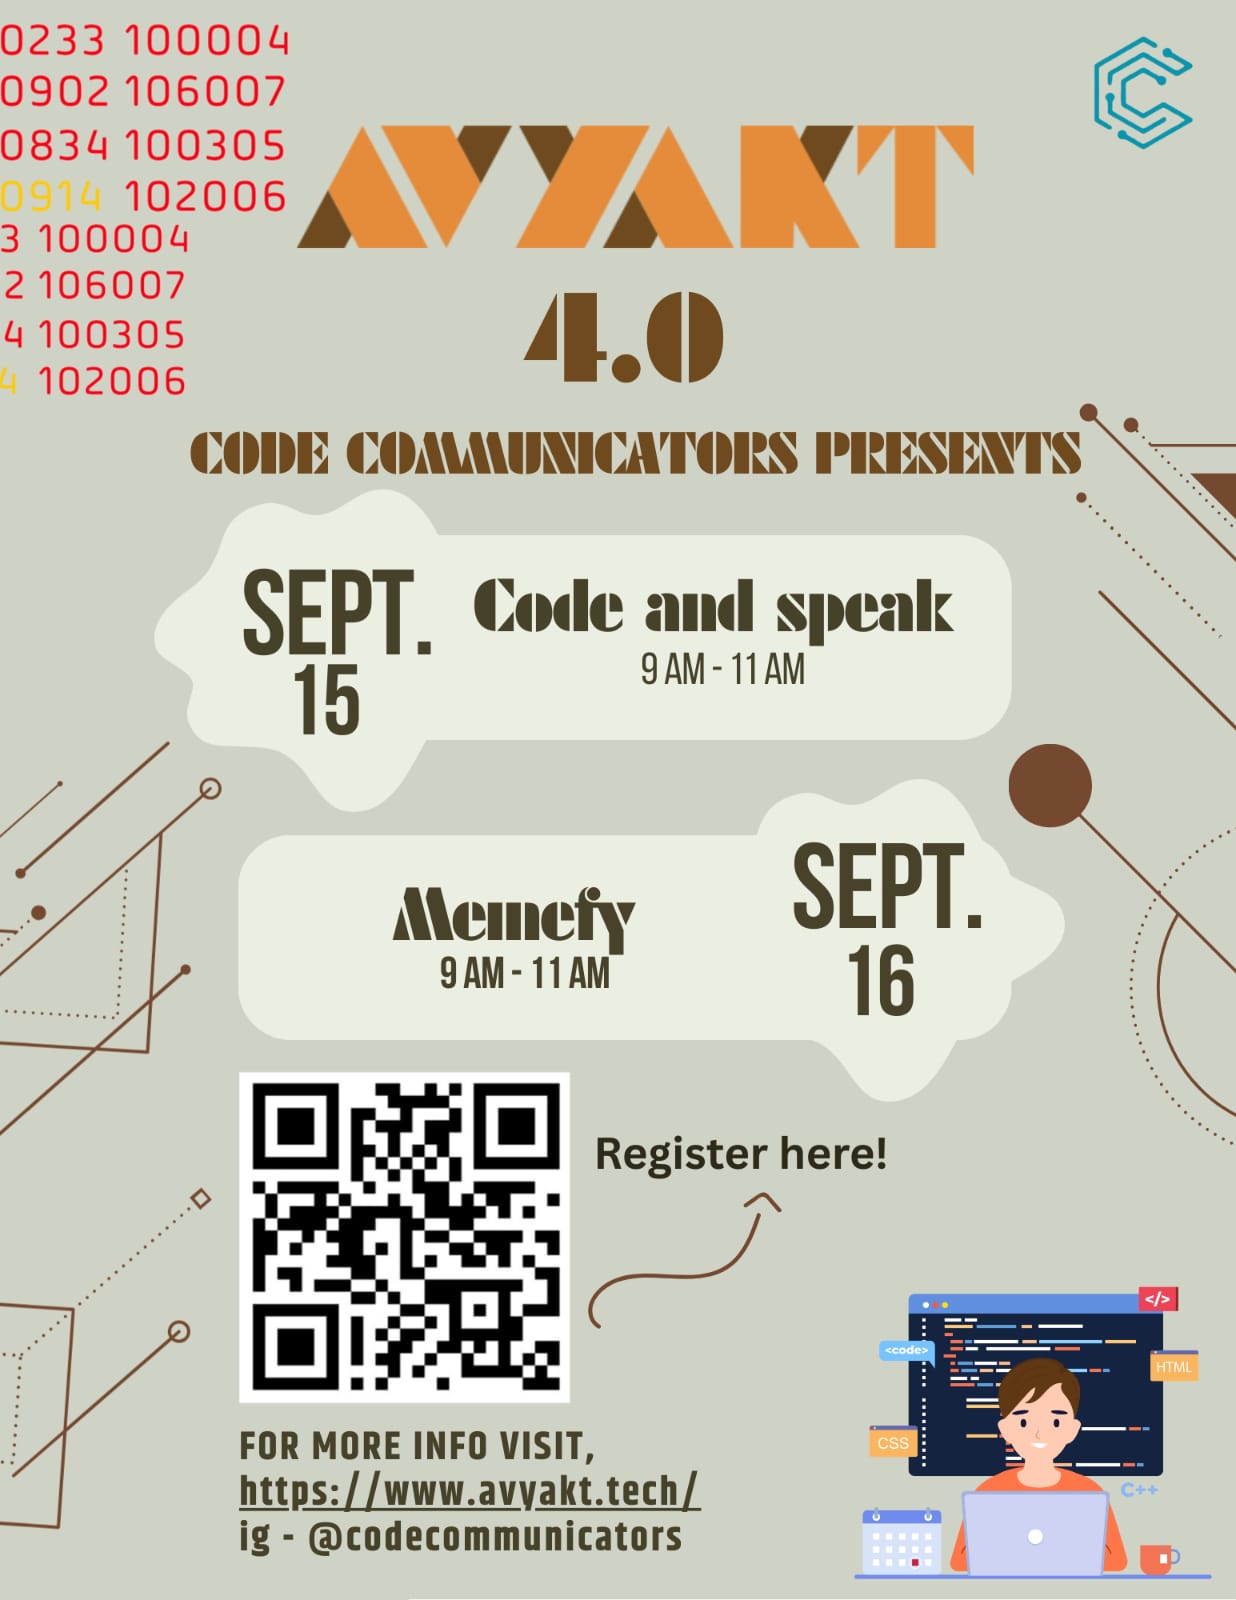 0233 100004
0902 106007
0834 100305
0914 102006
3 100004
2 106007
4 100305
4 102006
AVYAKT
4.0
CODE COMMUNICATORS PRESENTS
SEPT.
15
Code and speak
9 AM - 11 AM
Memefy
9 AM - 11 AM
SEPT.
16
Register here!
</>
<code>
HTML
CSS
C++
FOR MORE INFO VISIT,
https://www.avyakt.tech/
ig - @codecommunicators